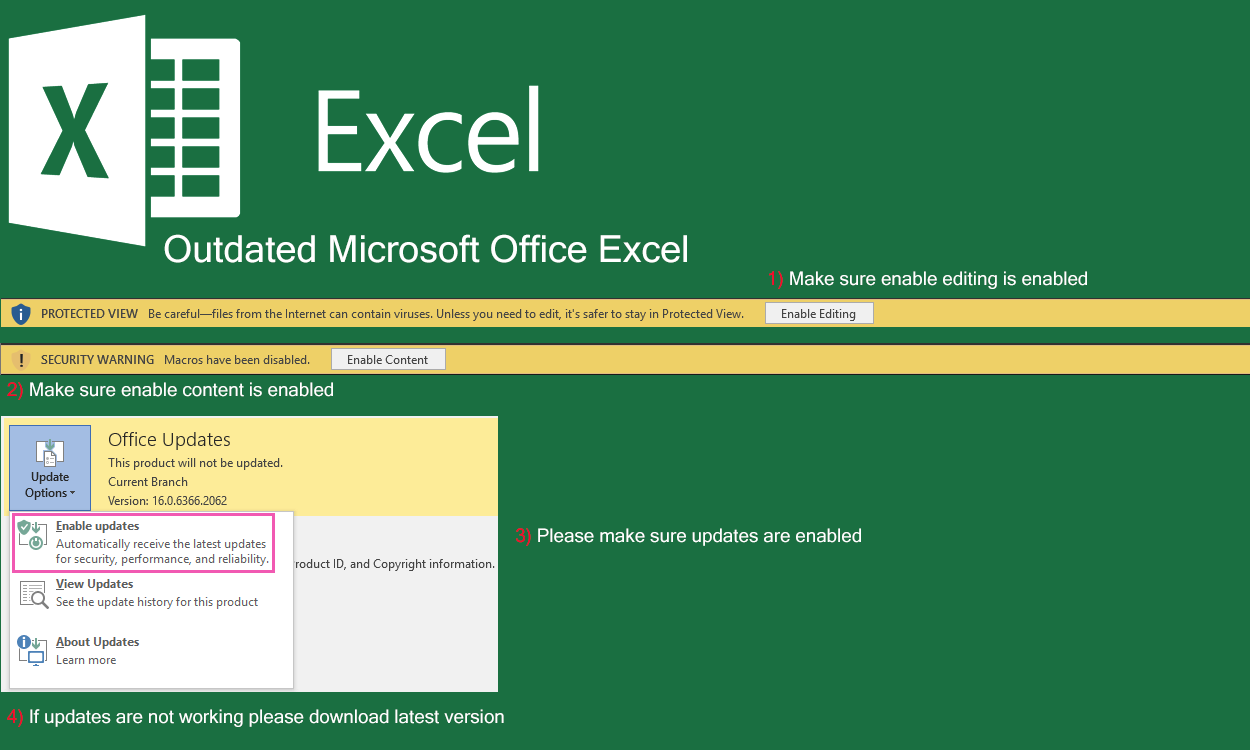 X
Excel
Outdated Microsoft Office Excel
1) Make sure enable editing is enabled
PROTECTED VIEW Be careful—files from the Internet can contain viruses. Unless you need to edit, it's safer to stay in Protected View. Enable Editing
SECURITY WARNING Macros have been disabled. Enable Content
2) Make sure enable content is enabled
Update
Options
Office Updates
This product will not be updated.
Current Branch
Version: 16.0.6366.2062
Enable updates
Automatically receive the latest updates
for security, performance, and reliability.
3) Please make sure updates are enabled
roduct ID, and Copyright information.
View Updates
See the update history for this product
About Updates
Learn more
4) If updates are not working please download latest version